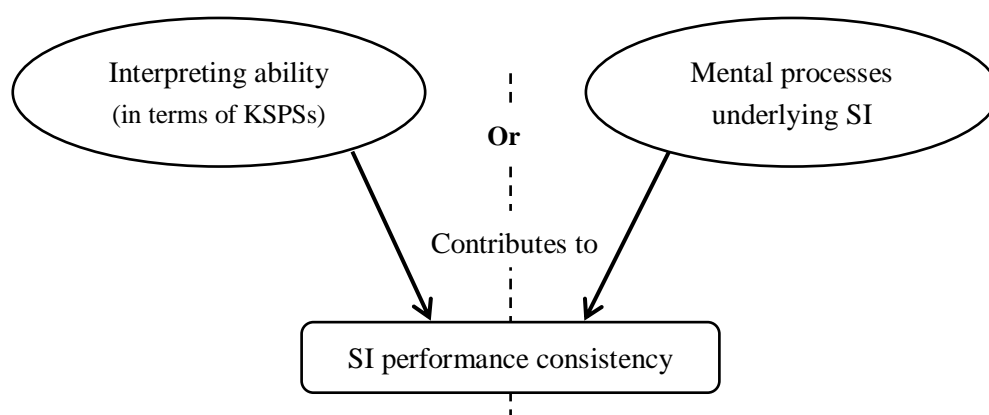 Interpreting ability
(in terms of KSPSs)
Mental processes
underlying SI
Or
Contributes to
SI performance consistency